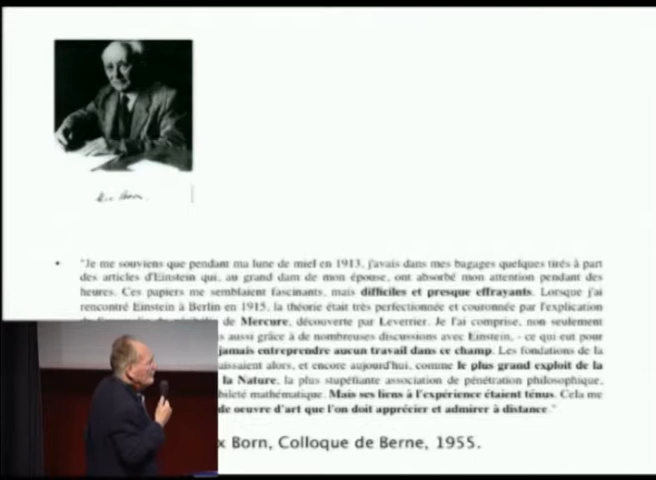 Max Born.
• "Je me souviens que pendant ma lune de miel en 1913, j'avais dans mes bagages quelques tirés à part
des articles d'Einstein qui, au grand dam de mon épouse, ont absorbé mon attention pendant des
heures. Ces papiers me semblaient fascinants, mais difficiles et presque effrayants. Lorsque j'ai
rencontré Einstein à Berlin en 1915, la théorie était très perfectionnée et couronnée par l'explication
de Mercure, découverte par Leverrier. Je l'ai comprise, non seulement
aussi grâce à de nombreuses discussions avec Einstein, - ce qui eut pour
jamais entreprendre aucun travail dans ce champ. Les fondations de la
aissaient alors, et encore aujourd'hui, comme le plus grand exploit de la
la Nature, la plus stupéfiante association de pénétration philosophique,
bileté mathématique. Mais ses liens à l'expérience étaient ténus. Cela me
de oeuvre d'art que l'on doit apprécier et admirer à distance."
x Born, Colloque de Berne, 1955.